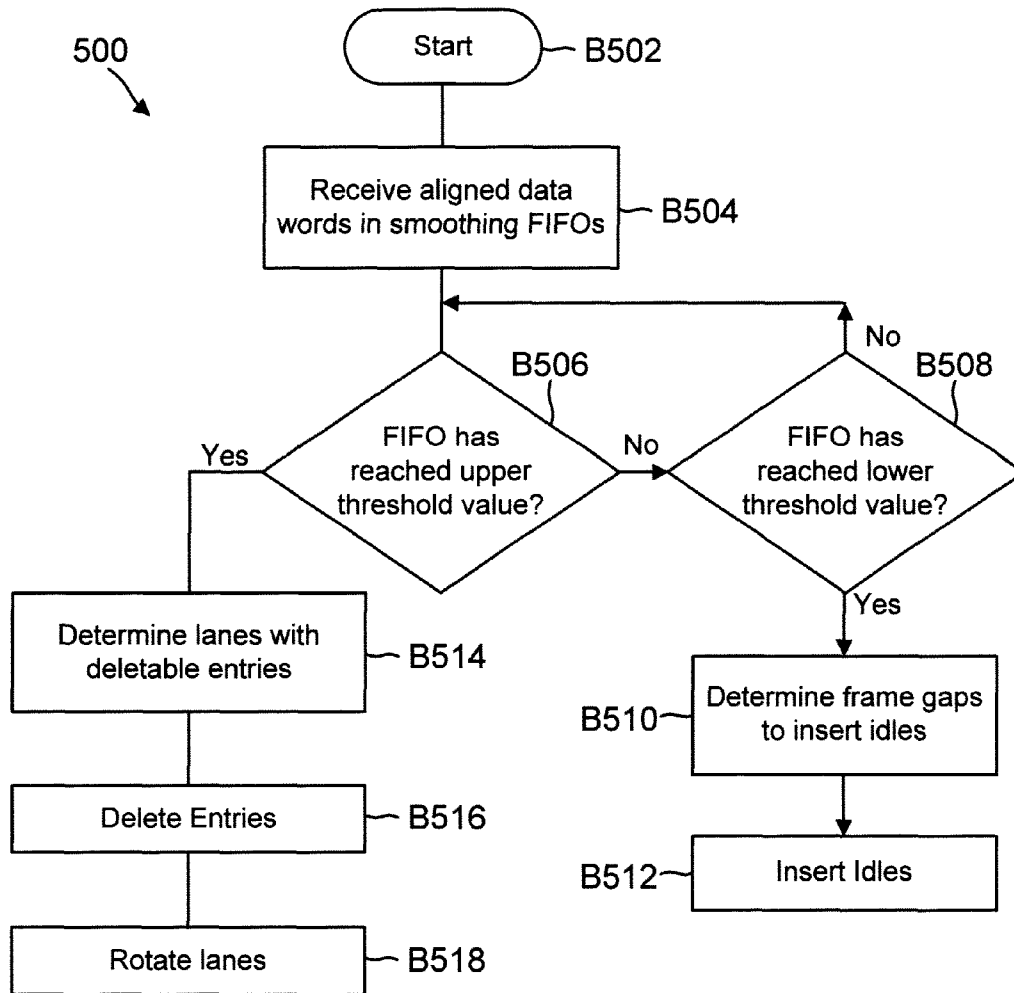 500
Start
B502
Receive aligned data
words in smoothing FIFOs
B504
No
B506
B508
FIFO has
reached upper
threshold value?
Yes
No
FIFO has
reached lower
threshold value?
Yes
Determine lanes with
deletable entries
B514
Determine frame gaps
to insert idles
B510
Delete Entries
B516
Insert Idles
B512
Rotate lanes
B518